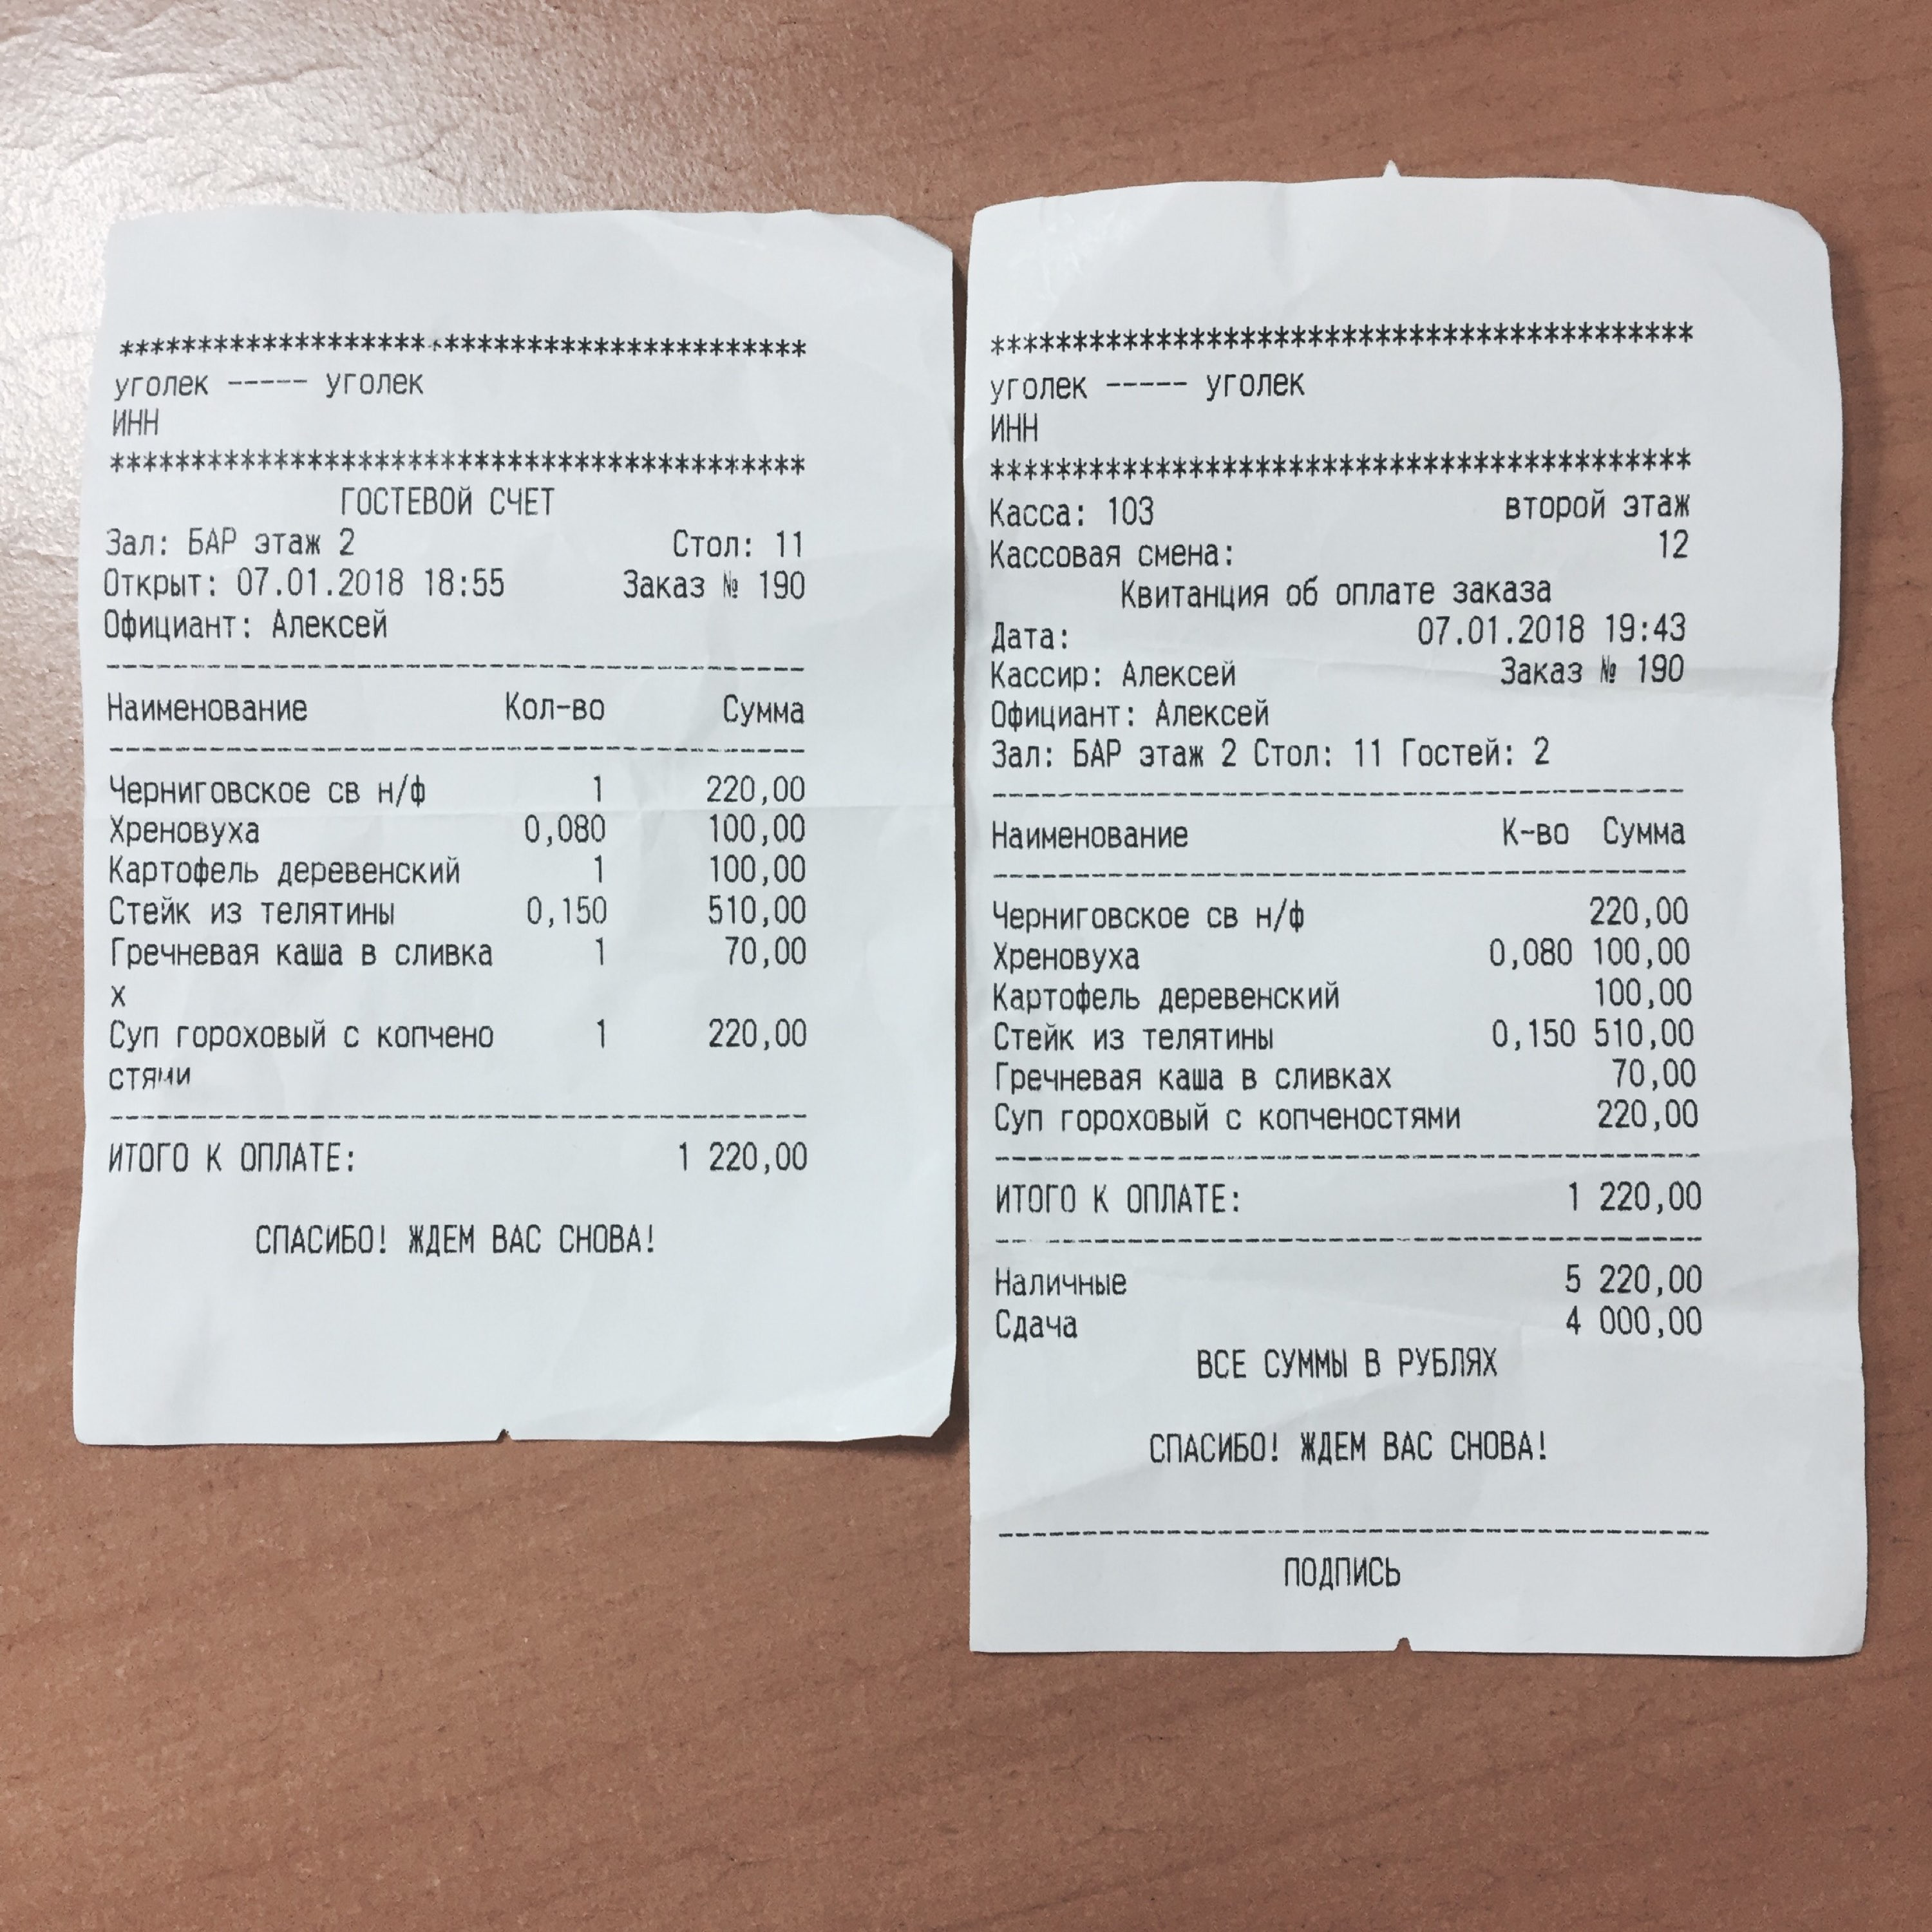 *******************************************
уголек ----- уголек
ИНН
*******************************************
ГОСТЕВОЙ СЧЕТ
Зал: БАР этаж 2 Стол: 11
Открыт: 07.01.2018 18:55 Заказ № 190
Официант: Алексей
-------------------------------------------
Наименование Кол-во Сумма
-------------------------------------------
Черниговское св н/ф 1 220,00
Хреновуха 0,080 100,00
Картофель деревенский 1 100,00
Стейк из телятины 0,150 510,00
Гречневая каша в сливка 1 70,00
х
Суп гороховый с копчено 1 220,00
стями
-------------------------------------------
ИТОГО К ОПЛАТЕ: 1 220,00
СПАСИБО! ЖДЕМ ВАС СНОВА!
*******************************************
уголек ----- уголек
ИНН
*******************************************
Касса: 103 второй этаж
Кассовая смена: 12
Квитанция об оплате заказа
Дата: 07.01.2018 19:43
Кассир: Алексей Заказ № 190
Официант: Алексей
Зал: БАР этаж 2 Стол: 11 Гостей: 2
-------------------------------------------
Наименование К-во Сумма
-------------------------------------------
Черниговское св н/ф 220,00
Хреновуха 0,080 100,00
Картофель деревенский 100,00
Стейк из телятины 0,150 510,00
Гречневая каша в сливках 70,00
Суп гороховый с копченостями 220,00
-------------------------------------------
ИТОГО К ОПЛАТЕ: 1 220,00
-------------------------------------------
Наличные 5 220,00
Сдача 4 000,00
ВСЕ СУММЫ В РУБЛЯХ
СПАСИБО! ЖДЕМ ВАС СНОВА!
-------------------------------------------
ПОДПИСЬ